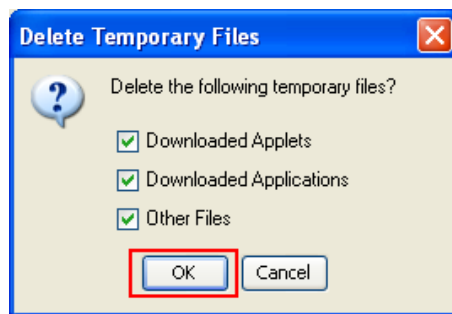 Delete Temporary Files
Delete the following temporary files?
Downloaded Applets
Downloaded Applications
Other Files
OK Cancel